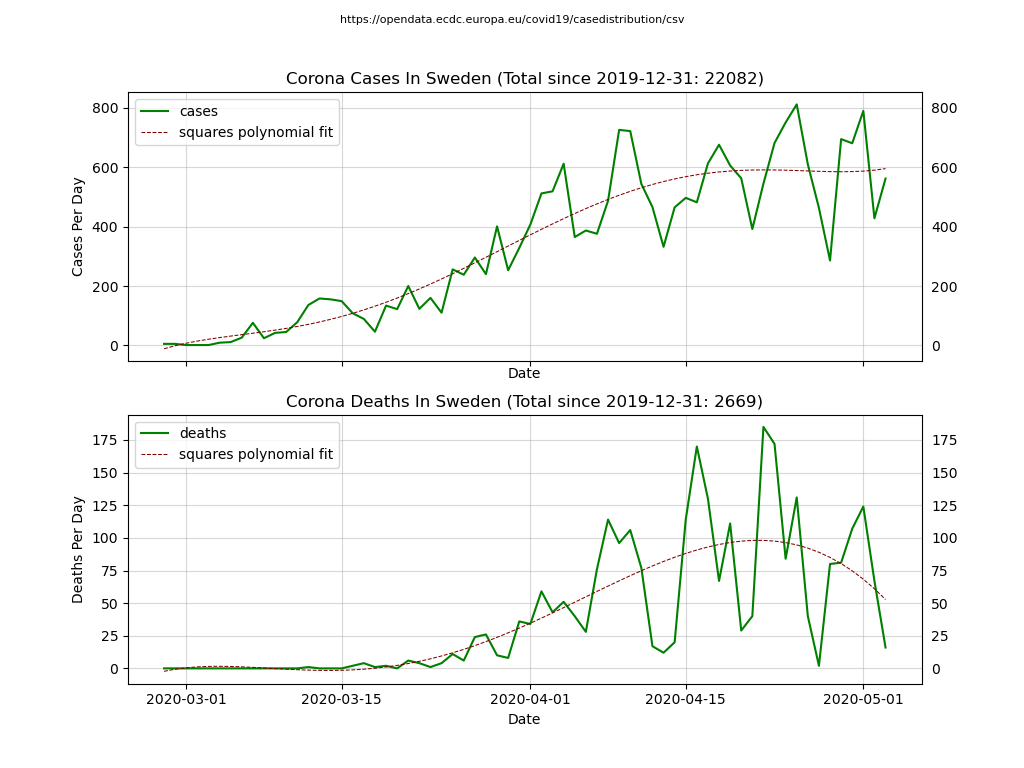 https://opendata.ecdc.europa.eu/covid19/casedistribution/csv
Corona Cases In Sweden (Total since 2019-12-31: 22082)
cases
squares polynomial fit
Cases Per Day
800
600
400
200
0
800
600
400
200
0
Date
Corona Deaths In Sweden (Total since 2019-12-31: 2669)
deaths
squares polynomial fit
Deaths Per Day
175
150
125
100
75
50
25
0
175
150
125
100
75
50
25
0
2020-03-01 2020-03-15 2020-04-01 2020-04-15 2020-05-01
Date